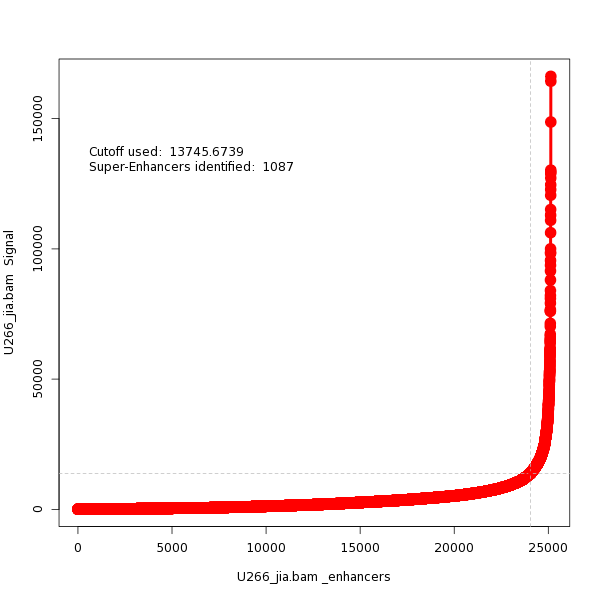 Cutoff used:  13745.6739
Super-Enhancers identified:  1087
150000
100000
50000
0
U266_jia.bam  Signal
0 5000 10000 15000 20000 25000
U266_jia.bam _enhancers